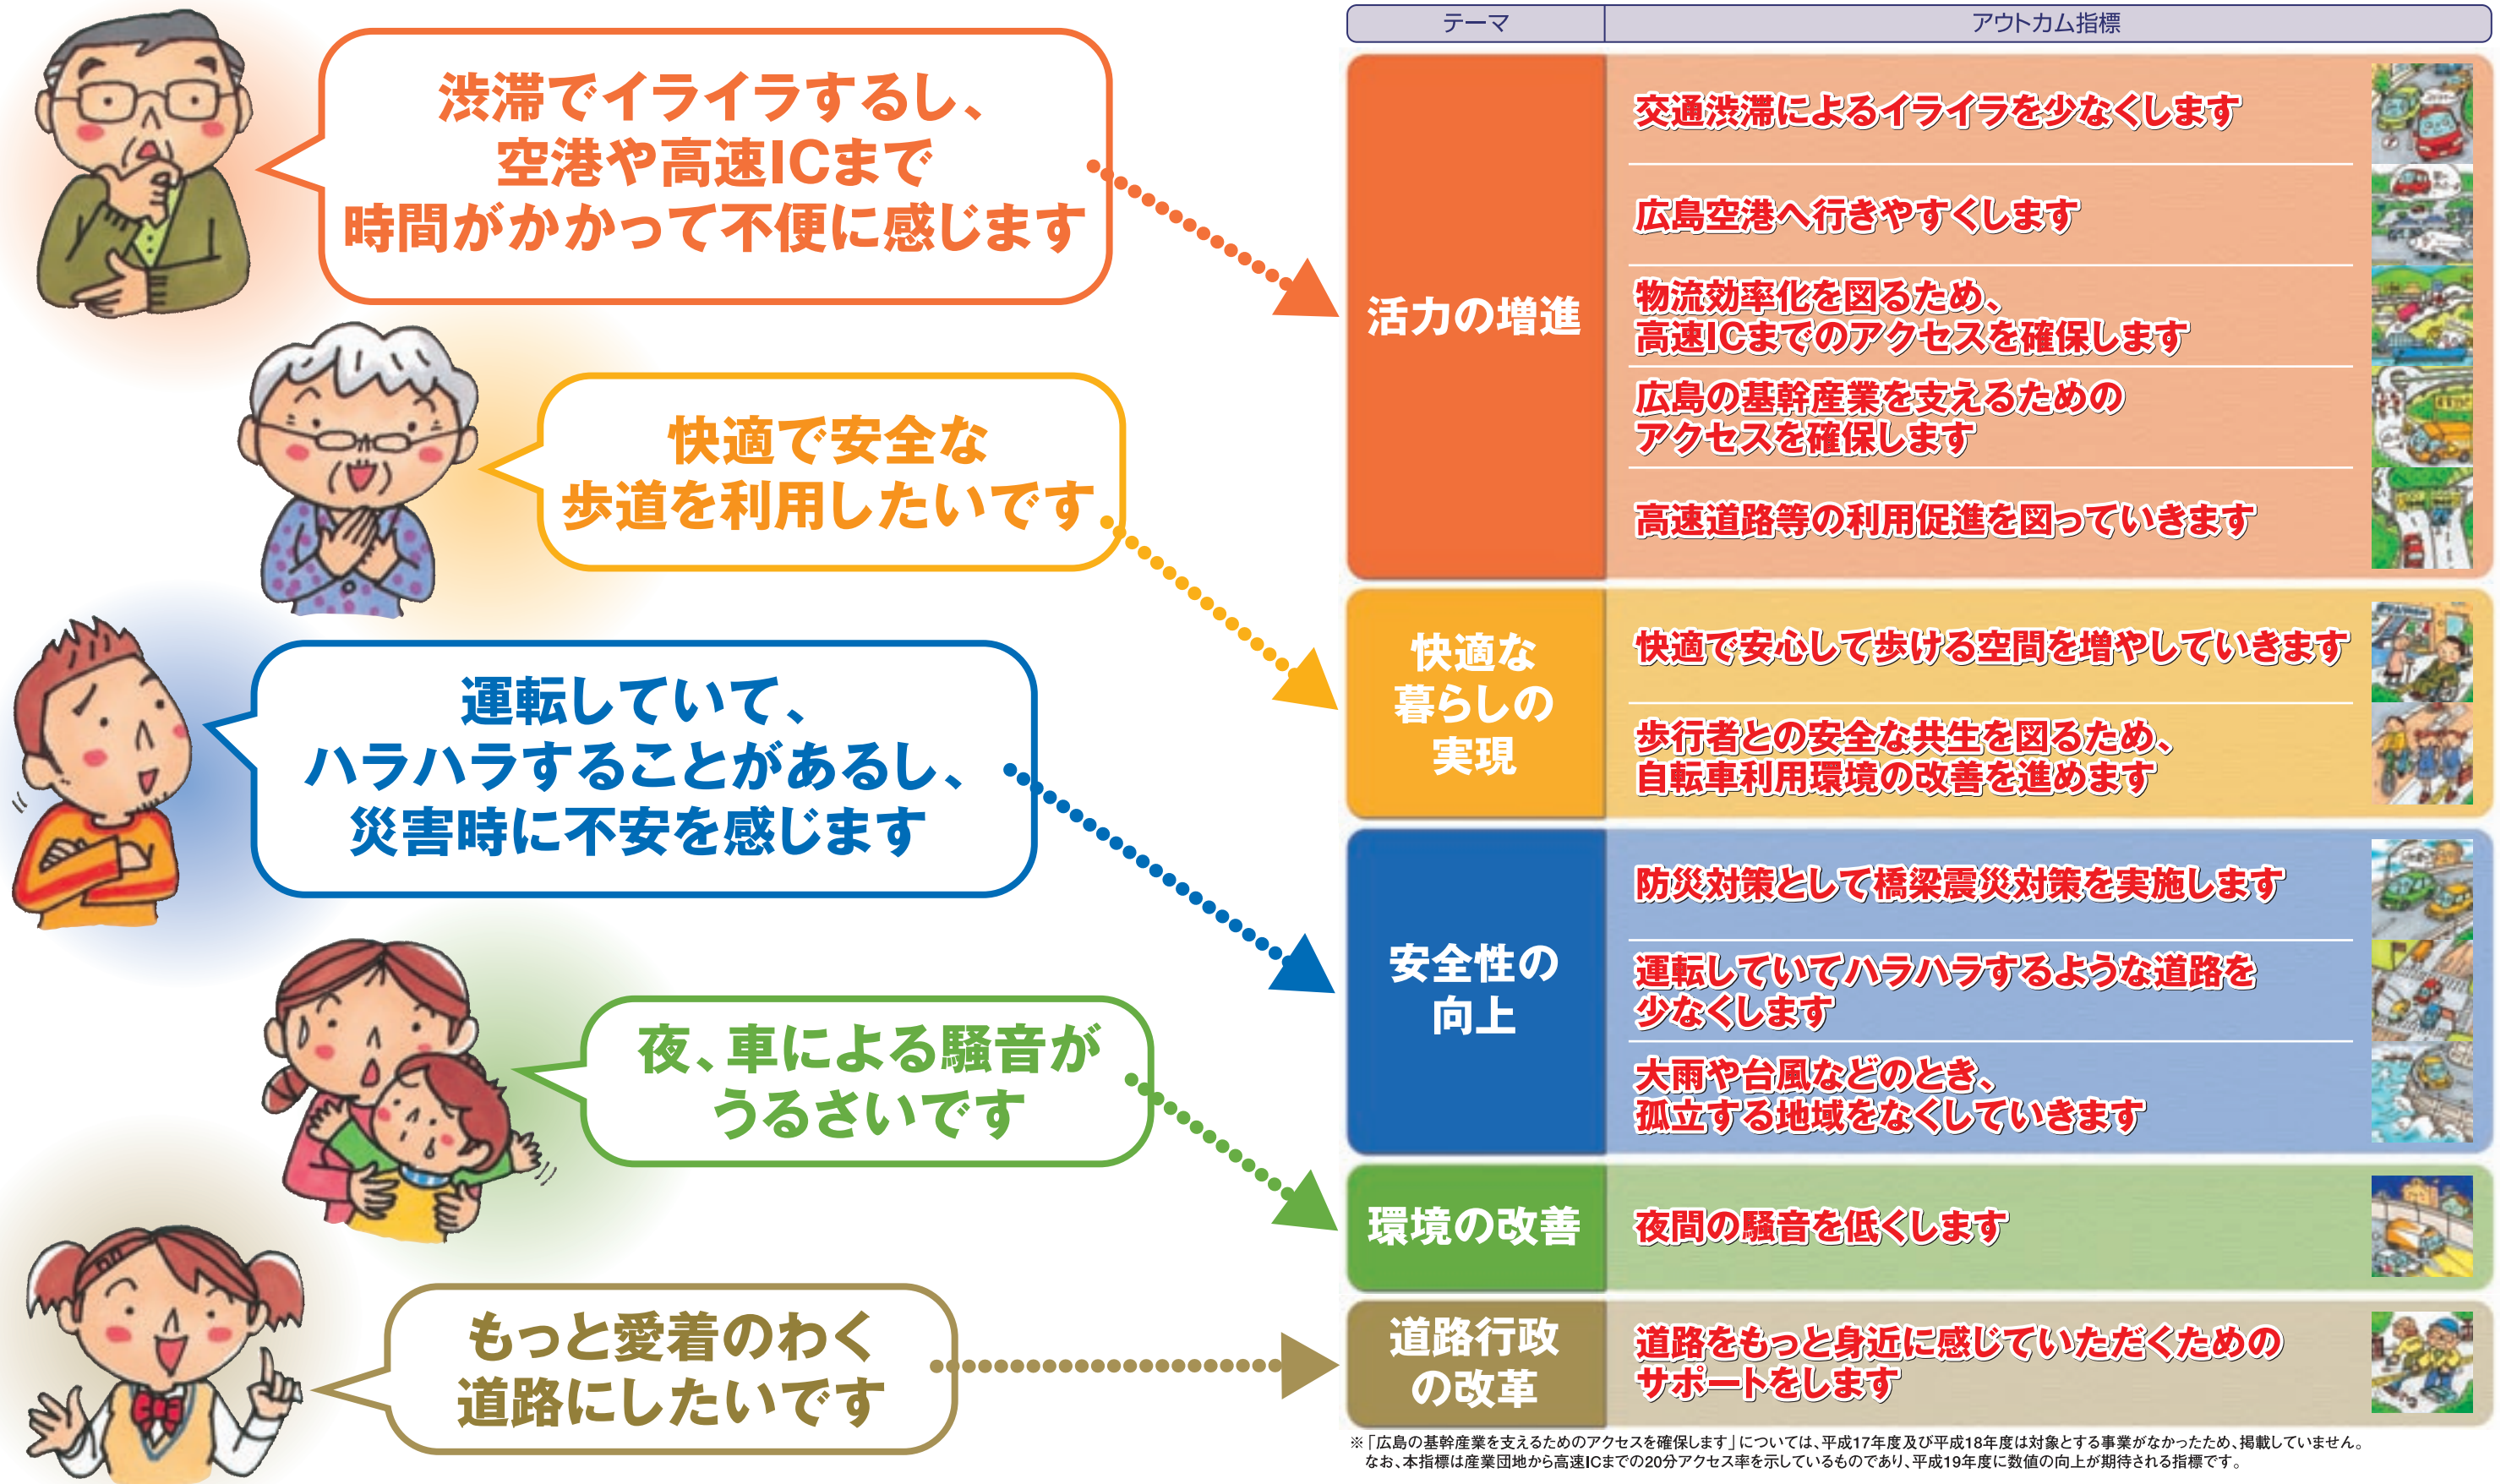 渋滞でイライラするし、
空港や高速ICまで
時間がかかって不便に感じます
快適で安全な
歩道を利用したいです
運転していて、
ハラハラすることがあるし、
災害時に不安を感じます
夜、車による騒音が
うるさいです
もっと愛着のわく
道路にしたいです
テーマ
アウトカム指標
活力の増進
交通渋滞によるイライラを少なくします
広島空港へ行きやすくします
物流効率化を図るため、
高速ICまでのアクセスを確保します
広島の基幹産業を支えるための
アクセスを確保します
高速道路等の利用促進を図っていきます
快適な
暮らしの
実現
快適で安心して歩ける空間を増やしていきます
歩行者との安全な共生を図るため、
自転車利用環境の改善を進めます
安全性の
向上
防災対策として橋梁震災対策を実施します
運転していてハラハラするような道路を
少なくします
大雨や台風などのとき、
孤立する地域をなくしていきます
環境の改善
夜間の騒音を低くします
道路行政
の改革
道路をもっと身近に感じていただくための
サポートをします
※「広島の基幹産業を支えるためのアクセスを確保します」については、平成17年度及び平成18年度は対象とする事業がなかったため、掲載していません。
なお、本指標は産業団地から高速ICまでの20分アクセス率を示しているものであり、平成19年度に数値の向上が期待される指標です。